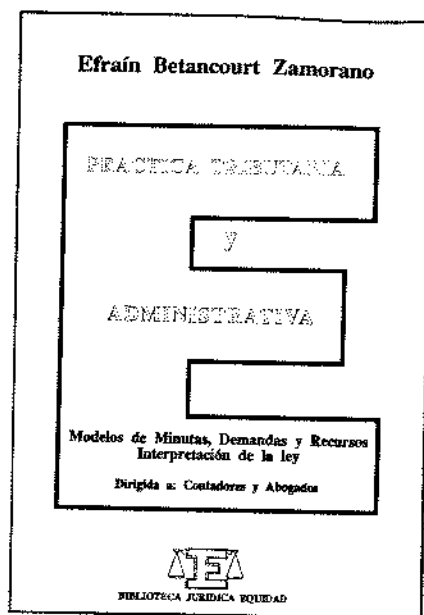 Efraín Betancourt Zamorano
PRACTICA TRIBUTARIA
y
ADMINISTRATIVA
Modelos de Minutas, Demandas y Recursos
Interpretación de la ley
Dirigida a: Contadores y Abogados
E
BIBLIOTECA JURIDICA EQUIDAD